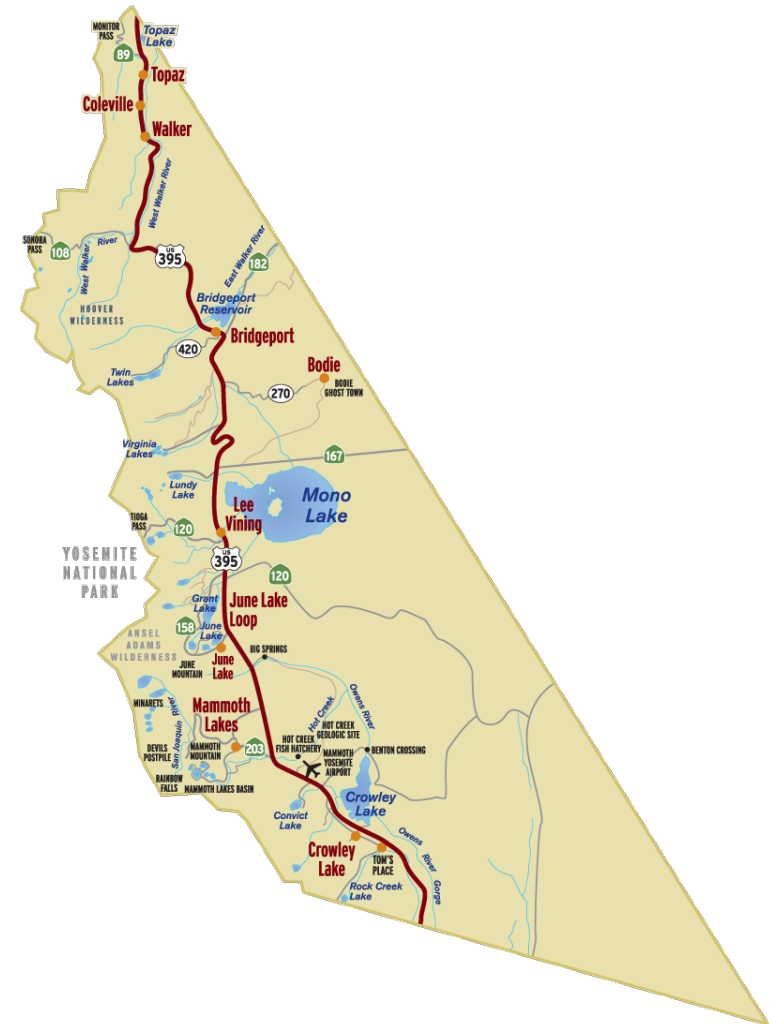 MONITOR
PASS
Topaz
Lake
89
Topaz
Coleville
Walker
West Walker River
SONORA
PASS
108
River
West Walker
US
395
East Walker River
182
HOOVER
WILDERNESS
Bridgeport
Reservoir
Bridgeport
420
Twin
Lakes
Bodie
BODIE
GHOST TOWN
270
Virginia
Lakes
167
Lundy
Lake
Mono
Lake
Lee
Vining
TIOGA
PASS
120
US
395
YOSEMITE
NATIONAL
PARK
120
Grant
Lake
June Lake
Loop
158
June
Lake
ANSEL
ADAMS
WILDERNESS
BIG SPRINGS
JUNE
MOUNTAIN
June
Lake
MINARETS
San Joaquin River
Mammoth
Lakes
Hot Creek
Owens River
HOT CREEK
GEOLOGIC SITE
HOT CREEK
FISH HATCHERY
203
DEVILS
POSTPILE
MAMMOTH
MOUNTAIN
MAMMOTH
YOSEMITE
AIRPORT
BENTON CROSSING
RAINBOW
FALLS
MAMMOTH LAKES BASIN
Crowley
Lake
Convict
Lake
Owens River Gorge
Crowley
Lake
TOM'S
PLACE
Rock Creek
Lake